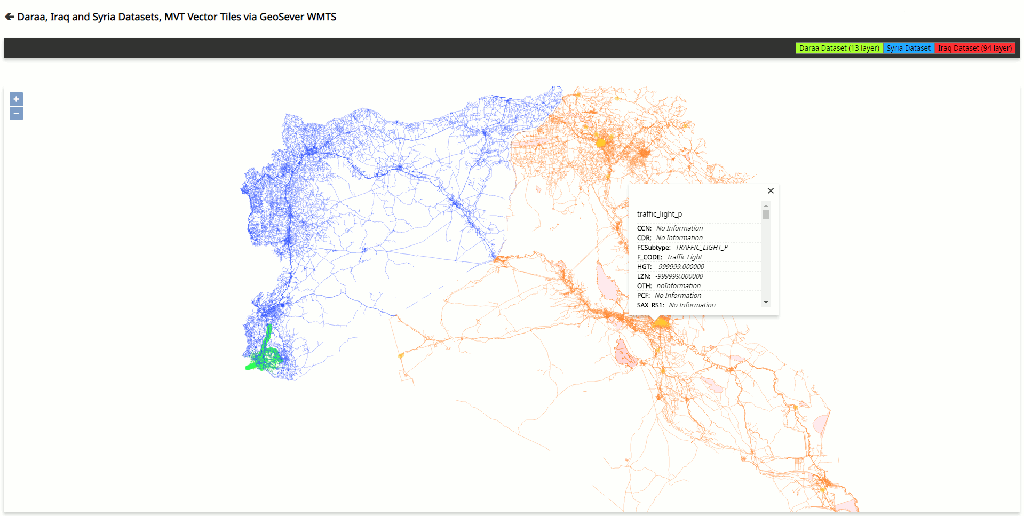 Daraa, Iraq and Syria Datasets, MVT Vector Tiles via GeoSever WMTS
Daraa Dataset (13 layer) Syria Dataset Iraq Dataset (94 layer)
+
−
×
traffic_light_p
CCN: No Information
CDR: No Information
FCSubtype: TRAFFIC_LIGHT_P
F_CODE: Traffic Light
HGT: -999999.000000
LZN: -999999.000000
OTH: noInformation
PCF: No Information
SAX_RS1: No Information